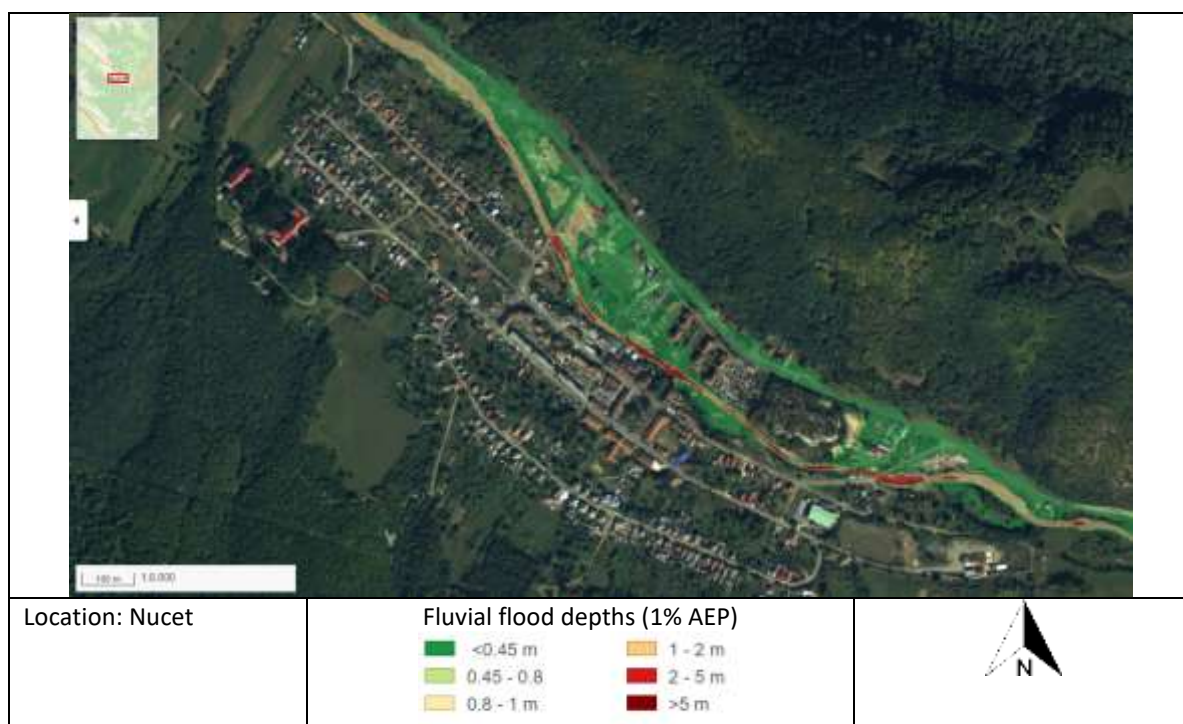 100 m
Location: Nucet
Fluvial flood depths (1% AEP)
<0.45 m
0.45 - 0.8
0.8 - 1 m
1 - 2 m
2 - 5 m
>5 m
N